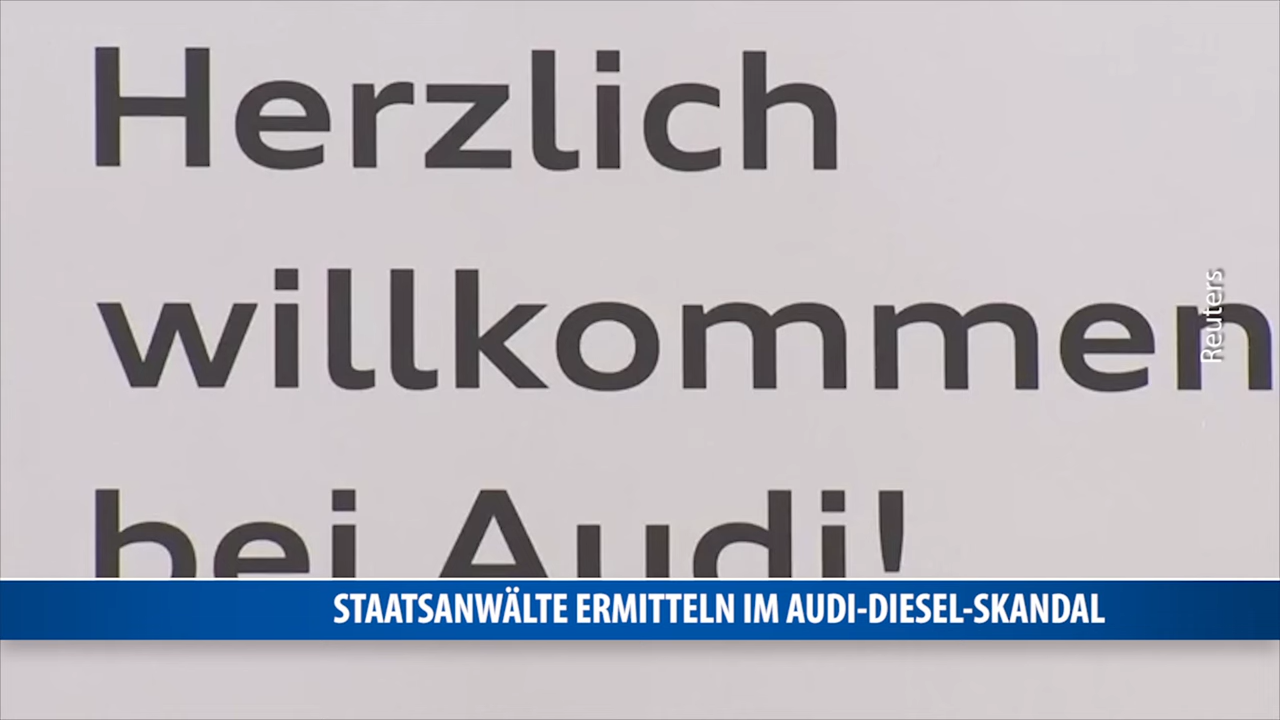 Herzlich
willkommen
Reuters
bei Audi!
STAATSANWÄLTE ERMITTELN IM AUDI-DIESEL-SKANDAL